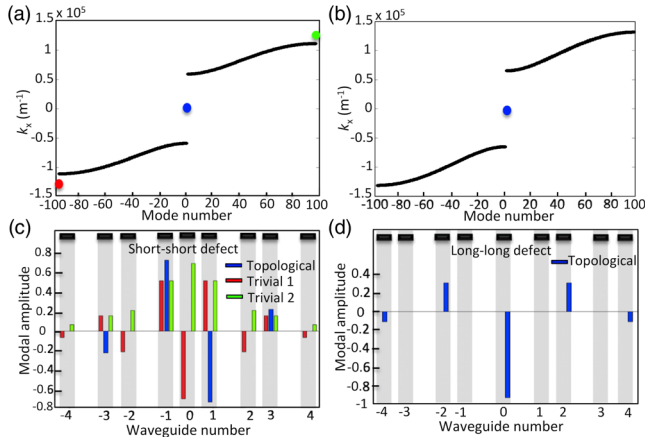 (a)
1.5 x 10⁵
1
0.5
0
-0.5
-1
-1.5
kx (m⁻¹)
-100 -80 -60 -40 -20 0 20 40 60 80 100
Mode number
(b)
1.5 x 10⁵
1
0.5
0
-0.5
-1
-1.5
kx (m⁻¹)
-100 -80 -60 -40 -20 0 20 40 60 80 100
Mode number
(c)
Short-short defect
Topological
Trivial 1
Trivial 2
0.8
0.6
0.4
0.2
0
-0.2
-0.4
-0.6
-0.8
Modal amplitude
-4 -3 -2 -1 0 1 2 3 4
Waveguide number
(d)
Long-long defect
Topological
0.4
0.2
0
-0.2
-0.4
-0.6
-0.8
-1
Modal amplitude
-4 -3 -2 -1 0 1 2 3 4
Waveguide number